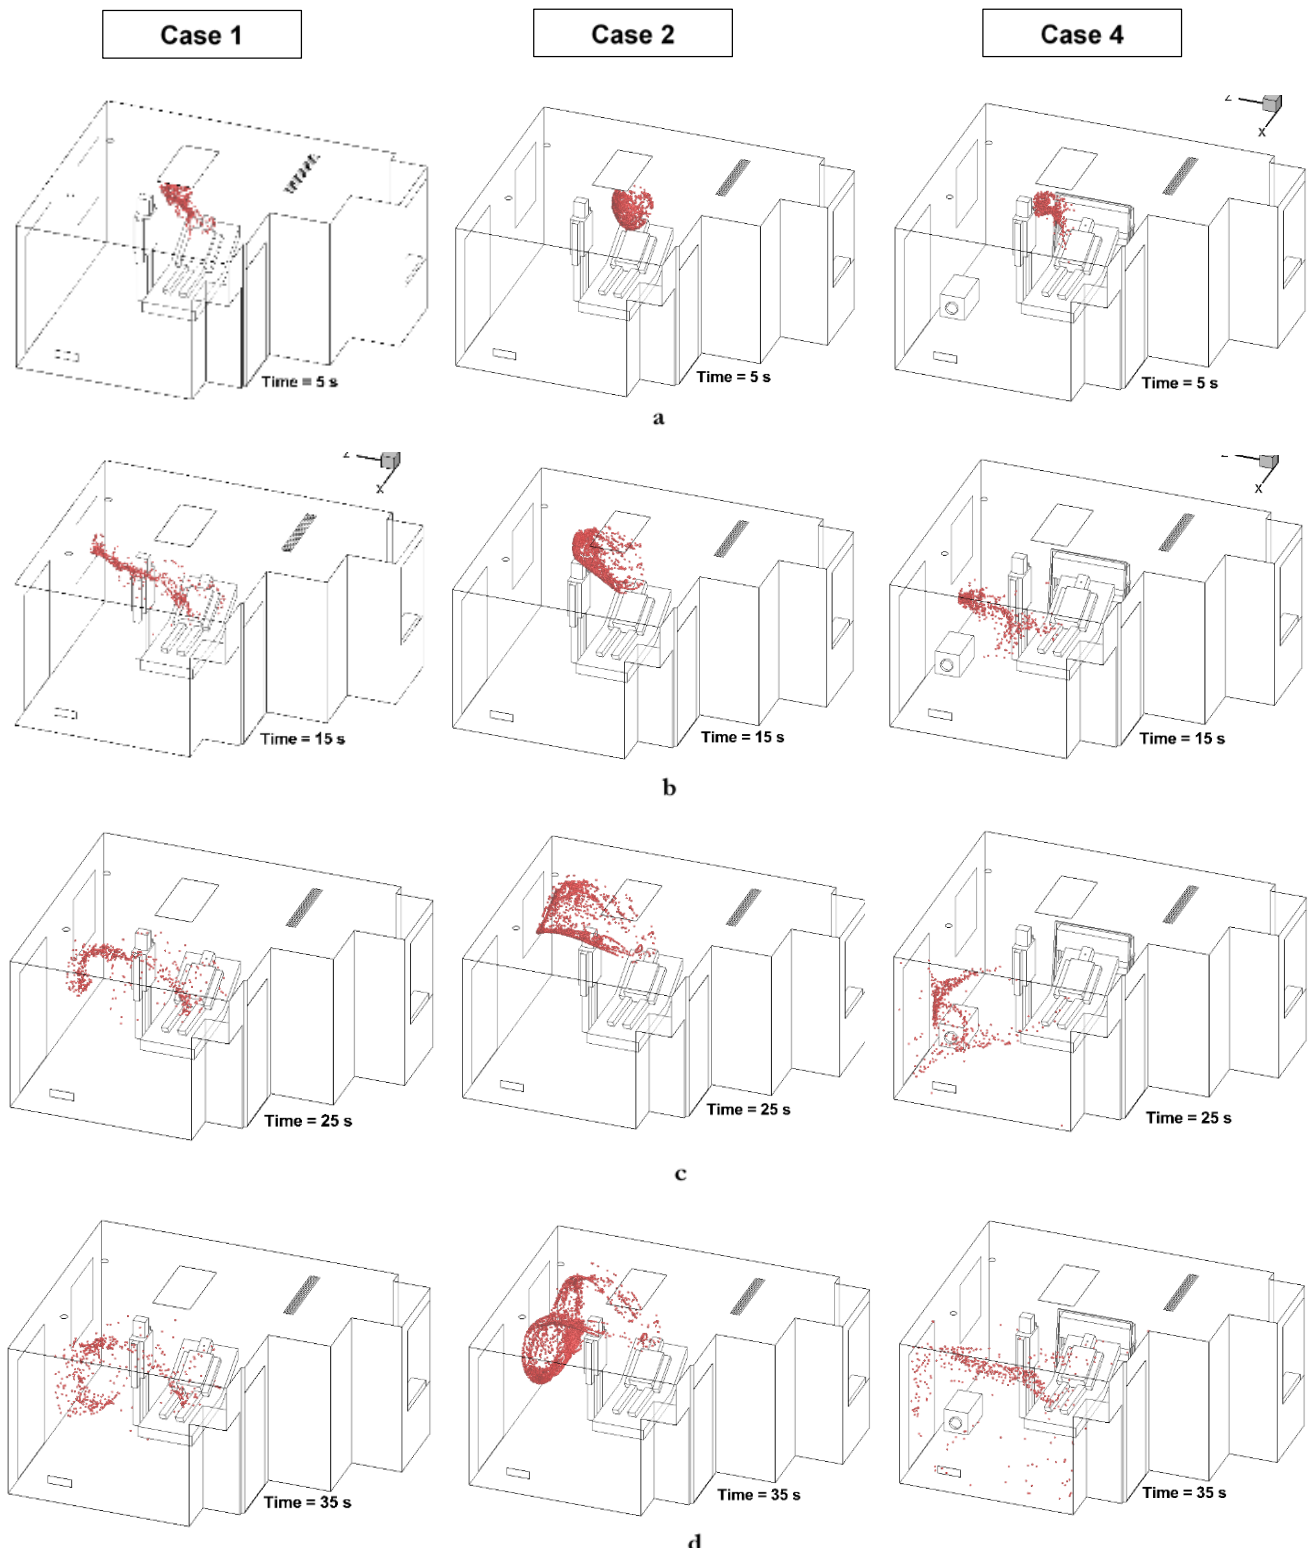 Case 1
Case 2
Case 4
Z
X
Time = 5 s
Time = 5 s
Time = 5 s
a
Z
X
Z
X
Time = 15 s
Time = 15 s
Time = 15 s
b
Time = 25 s
Time = 25 s
Time = 25 s
c
Time = 35 s
Time = 35 s
Time = 35 s
d